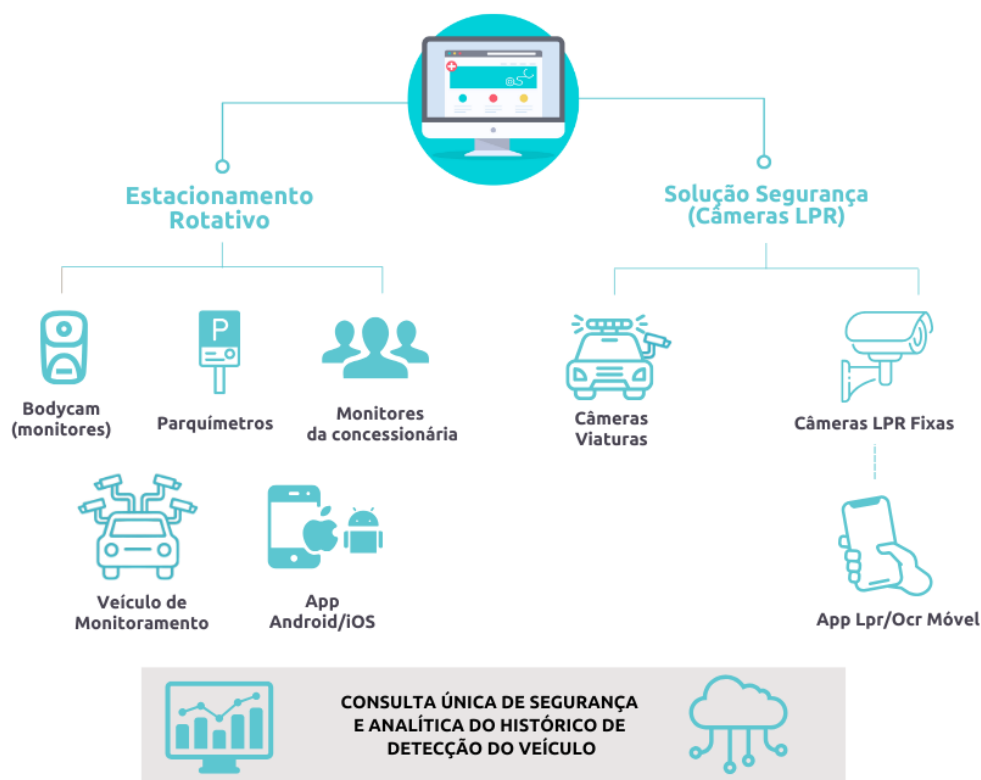 Estacionamento
Rotativo
Solução Segurança
(Câmeras LPR)
Bodycam
(monitores)
P
Parquímetros
Monitores
da concessionária
Câmeras
Viaturas
Câmeras LPR Fixas
Veículo de
Monitoramento
App
Android/iOS
App Lpr/Ocr Móvel
CONSULTA ÚNICA DE SEGURANÇA
E ANALÍTICA DO HISTÓRICO DE
DETECÇÃO DO VEÍCULO